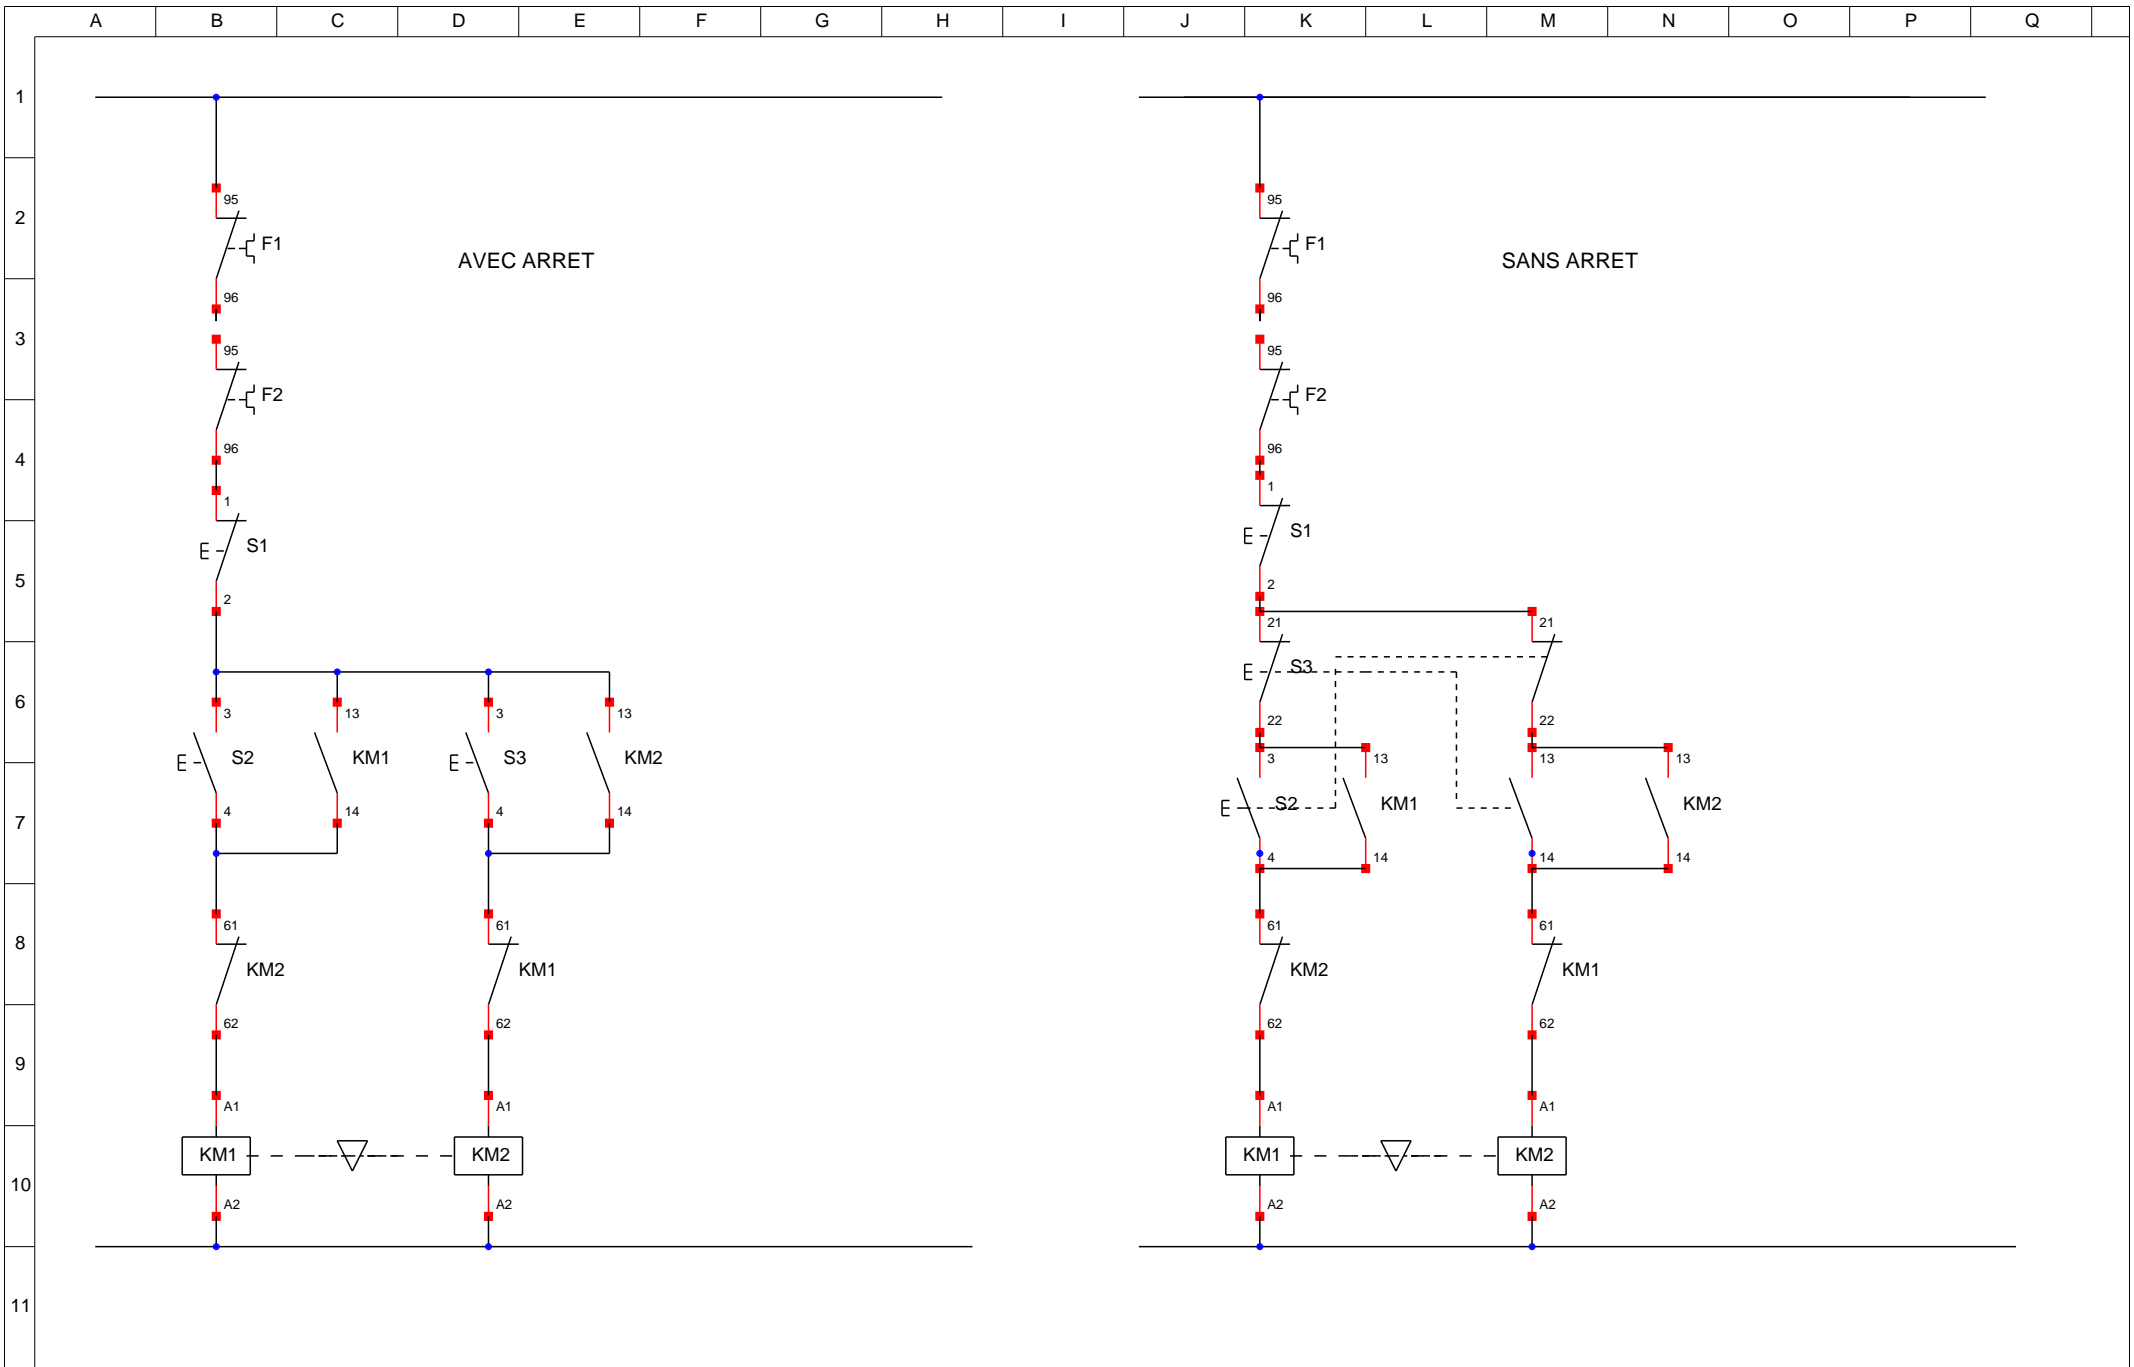 A B C D E F G H I J K L M N O P Q
1
95 95
2
F1 F1
AVEC ARRET SANS ARRET
96 96
3
95 95
F2 F2
96 96
4
1 1
S1 S1
5
2 2
21 21
S3
6
3 13 3 13
22 22
S2 KM1 S3 KM2
3 13 13 13
S2 KM1 KM2
7
4 14 4 14
4 14 14 14
61 61 61 61
8
KM2 KM1 KM2 KM1
62 62 62 62
9
A1 A1 A1 A1
KM1 KM2 KM1 KM2
10
A2 A2 A2 A2
11